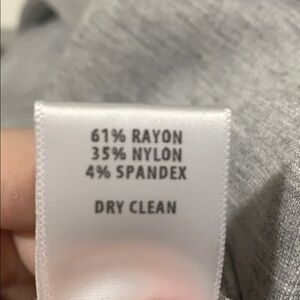 61% RAYON
35% NYLON
4% SPANDEX
DRY CLEAN